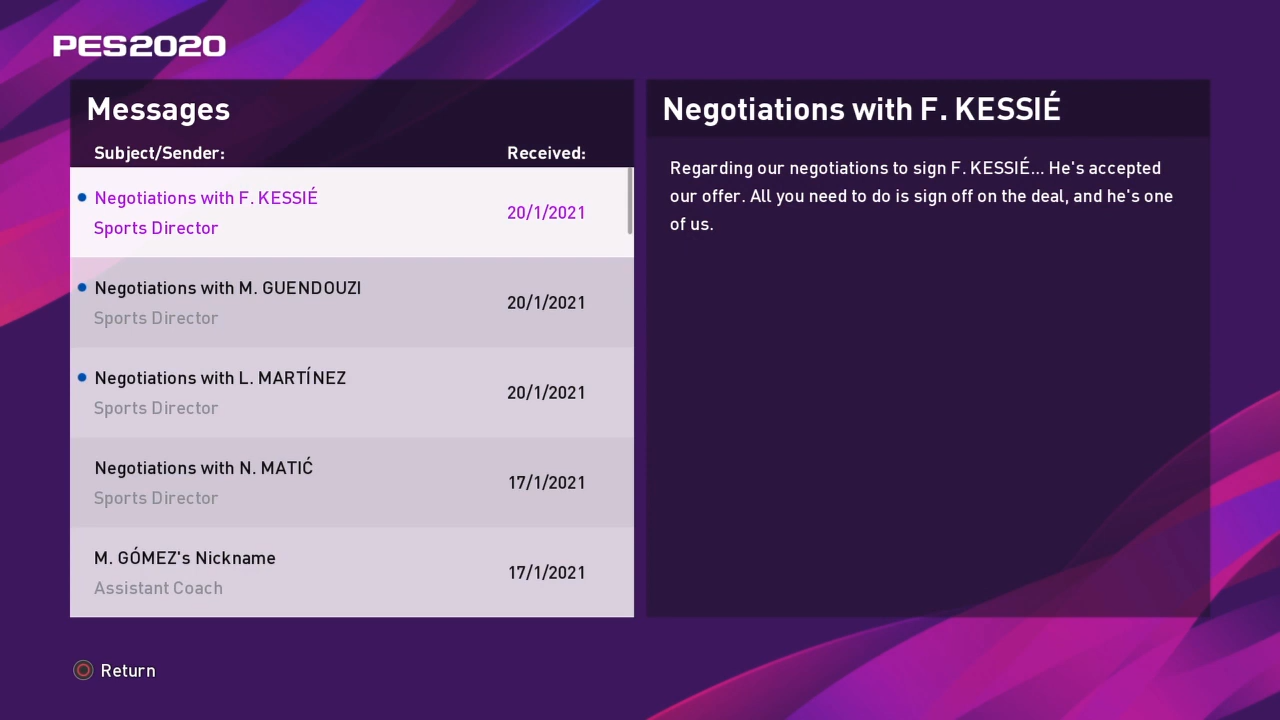 PES2020
Messages
Subject/Sender: Received:
Negotiations with F. KESSIÉ
Sports Director
20/1/2021
Negotiations with M. GUENDOUZI
Sports Director
20/1/2021
Negotiations with L. MARTÍNEZ
Sports Director
20/1/2021
Negotiations with N. MATIĆ
Sports Director
17/1/2021
M. GÓMEZ's Nickname
Assistant Coach
17/1/2021
Negotiations with F. KESSIÉ
Regarding our negotiations to sign F. KESSIÉ... He's accepted
our offer. All you need to do is sign off on the deal, and he's one
of us.
Return